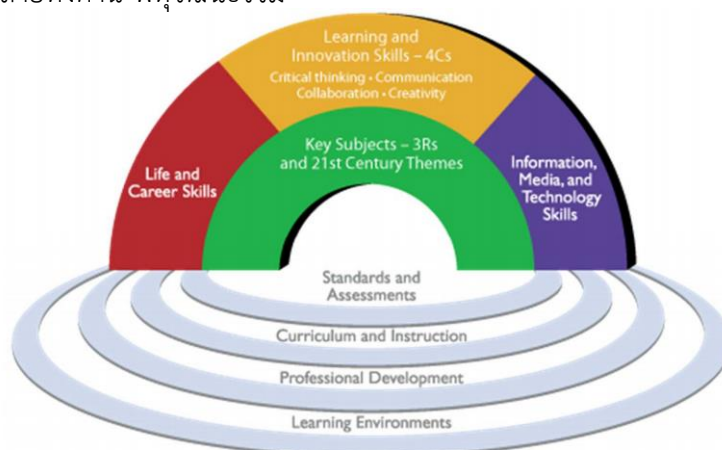 Learning and
Innovation Skills – 4Cs
Critical thinking • Communication
Collaboration • Creativity
Key Subjects – 3Rs
and 21st Century Themes
Life and
Career Skills
Information,
Media, and
Technology
Skills
Standards and
Assessments
Curriculum and Instruction
Professional Development
Learning Environments